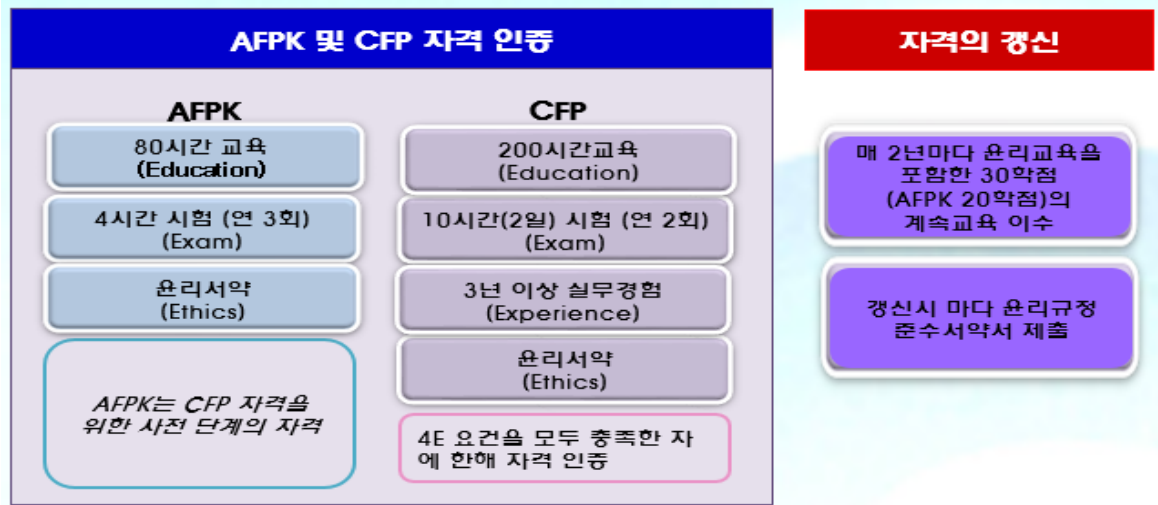 AFPK 및 CFP 자격 인증
AFPK
80시간 교육
(Education)
4시간 시험 (연 3회)
(Exam)
윤리서약
(Ethics)
AFPK는 CFP 자격을
위한 사전 단계의 자격
CFP
200시간교육
(Education)
10시간(2일) 시험 (연 2회)
(Exam)
3년 이상 실무경험
(Experience)
윤리서약
(Ethics)
4E 요건을 모두 충족한 자
에 한해 자격 인증
자격의 갱신
매 2년마다 윤리교육을
포함한 30학점
(AFPK 20학점)의
계속교육 이수
갱신시 마다 윤리규정
준수서약서 제출